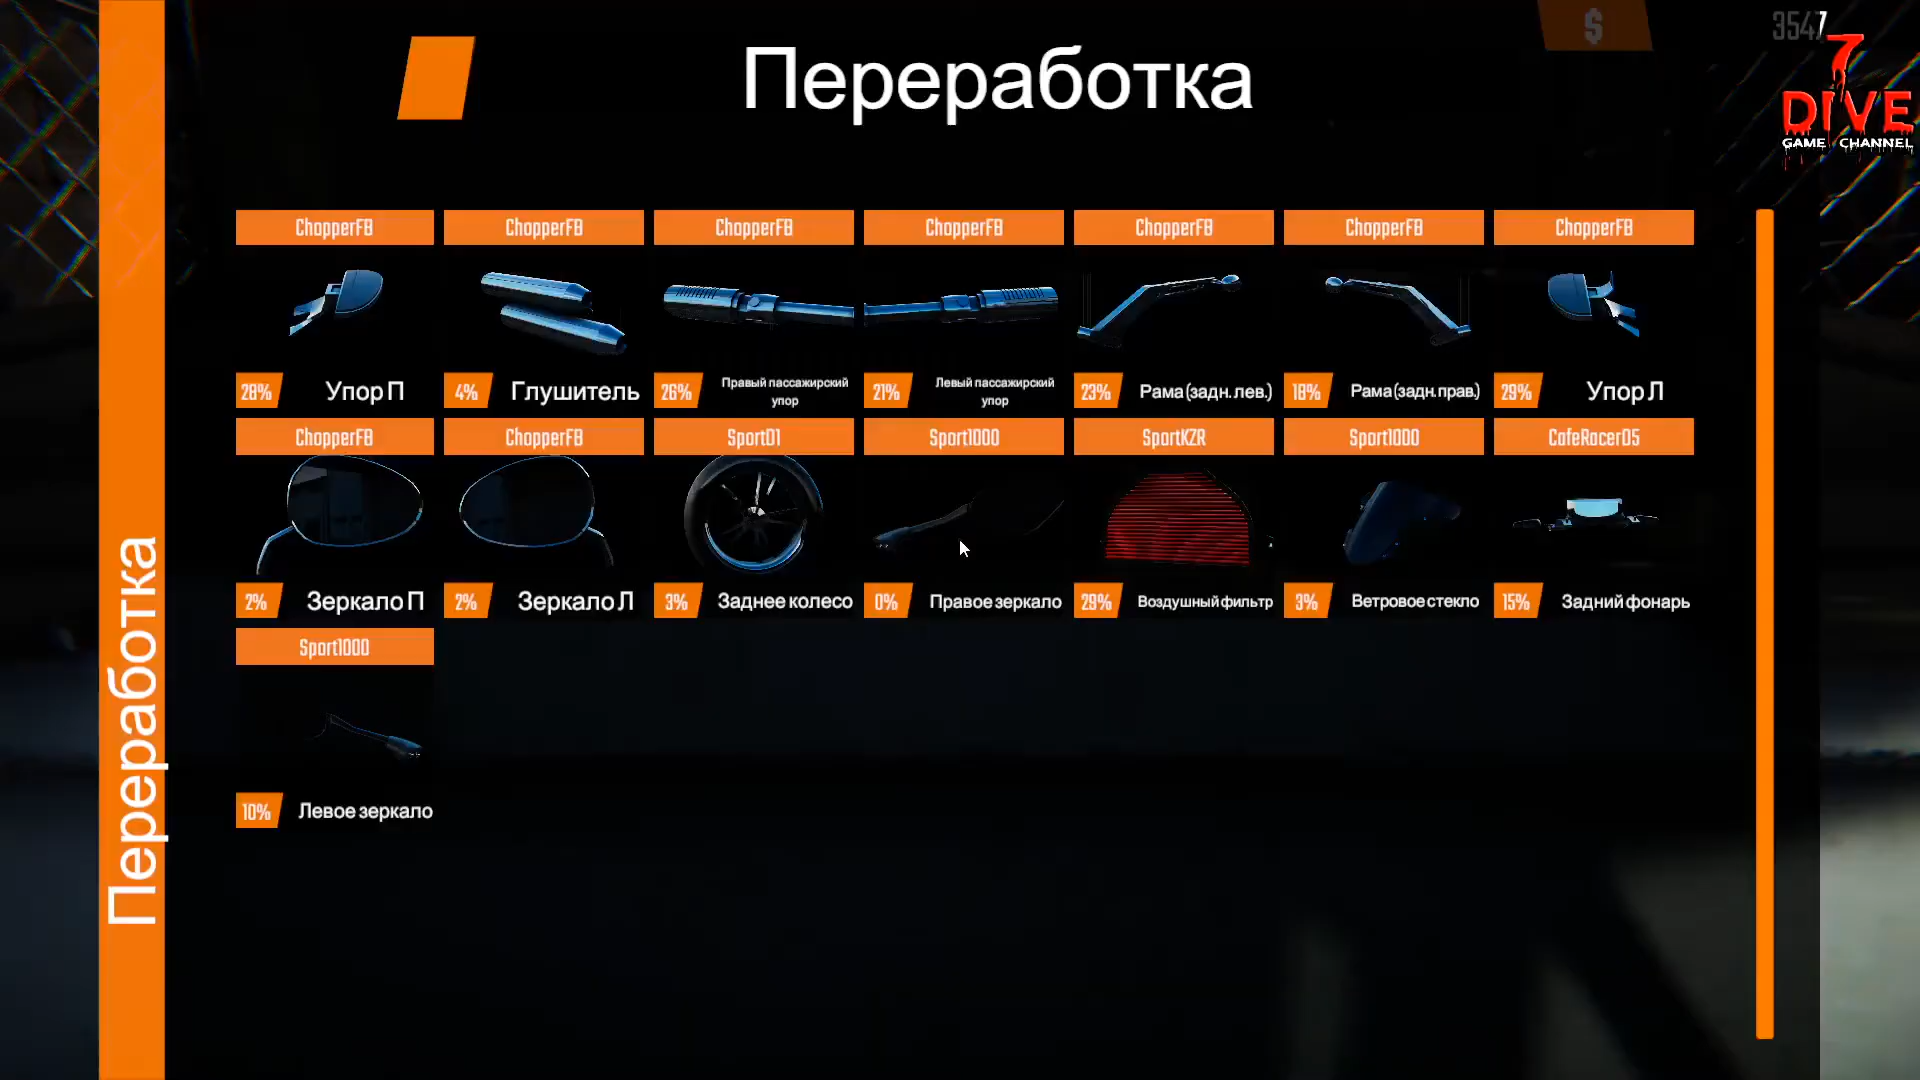 $ 3547
Переработка
7
DIVE
GAME CHANNEL
ChopperFB ChopperFB ChopperFB ChopperFB ChopperFB ChopperFB ChopperFB
28% Упор П 4% Глушитель 26% Правый пассажирский упор 21% Левый пассажирский упор 23% Рама (задн. лев.) 18% Рама (задн. прав.) 29% Упор Л
ChopperFB ChopperFB SportD1 Sport1000 SportKZR Sport1000 CafeRacerD5
2% Зеркало П 2% Зеркало Л 3% Заднее колесо 0% Правое зеркало 29% Воздушный фильтр 3% Ветровое стекло 15% Задний фонарь
Sport1000
10% Левое зеркало
Переработка